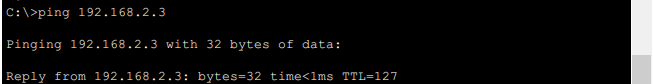 C:\>ping 192.168.2.3
Pinging 192.168.2.3 with 32 bytes of data:
Reply from 192.168.2.3: bytes=32 time<1ms TTL=127